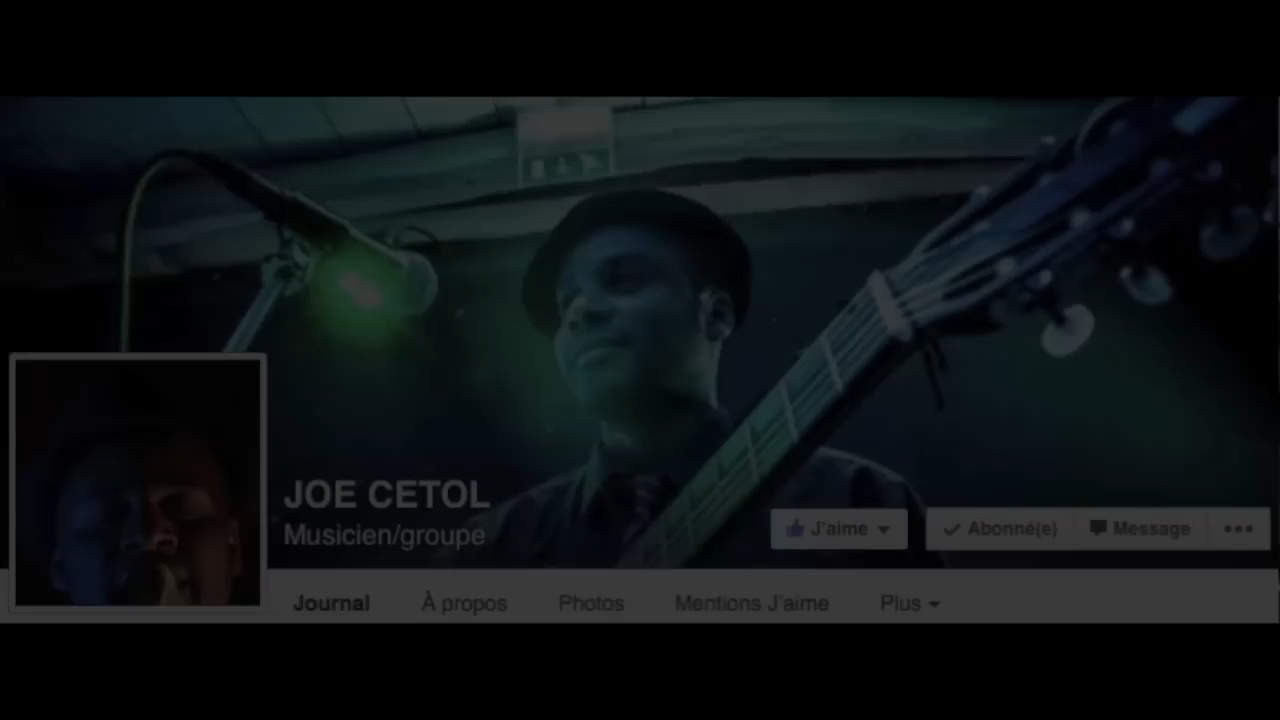 JOE CETOL
Musicien/groupe
J'aime
Abonné(e)
Message
Journal
À propos
Photos
Mentions J'aime
Plus